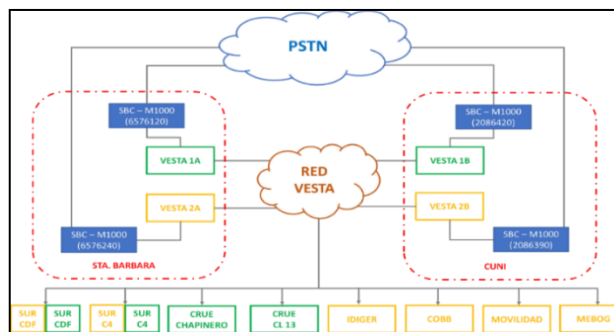 PSTN
SBC – M1000
(6576120)
SBC – M1000
(2086420)
VESTA 1A
VESTA 1B
RED
VESTA
VESTA 2A
VESTA 2B
SBC – M1000
(6576240)
SBC – M1000
(2086390)
STA. BARBARA
CUNI
SUR
CDF
SUR
CDF
SUR
C4
SUR
C4
CRUE
CHAPINERO
CRUE
CL 13
IDIGER
COBB
MOVILIDAD
MEBOG